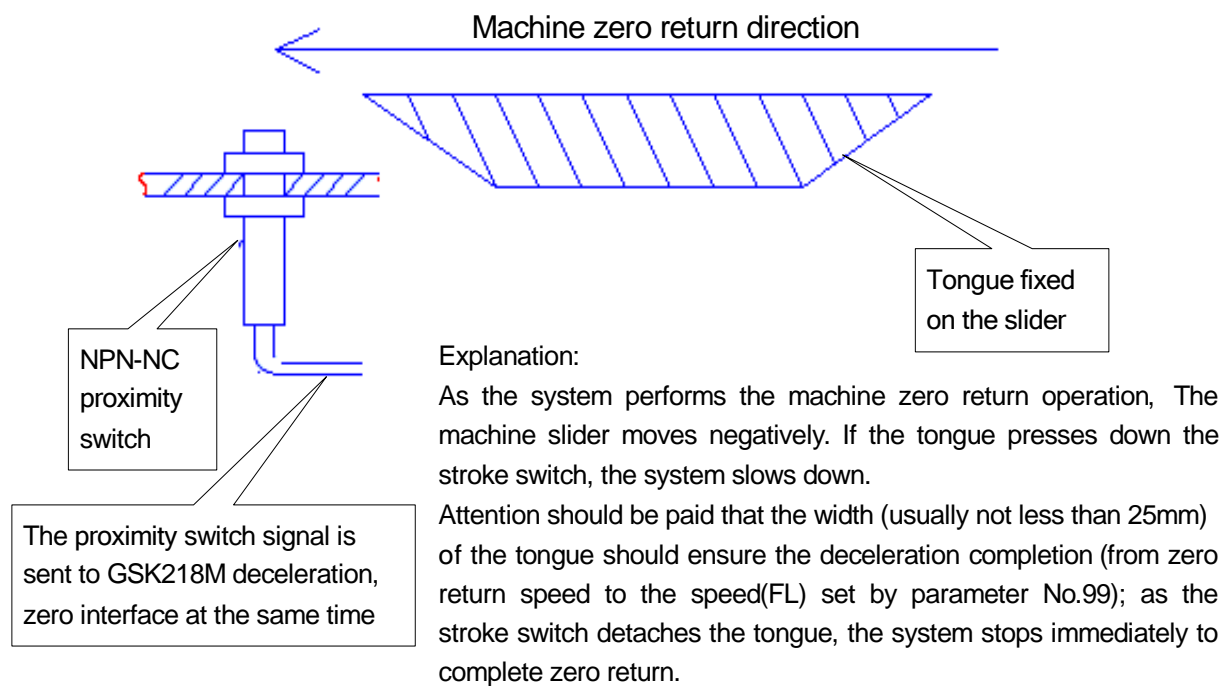 Machine zero return direction
Tongue fixed
on the slider
NPN-NC
proximity
switch
The proximity switch signal is
sent to GSK218M deceleration,
zero interface at the same time
Explanation:
As the system performs the machine zero return operation, The
machine slider moves negatively. If the tongue presses down the
stroke switch, the system slows down.
Attention should be paid that the width (usually not less than 25mm)
of the tongue should ensure the deceleration completion (from zero
return speed to the speed(FL) set by parameter No.99); as the
stroke switch detaches the tongue, the system stops immediately to
complete zero return.